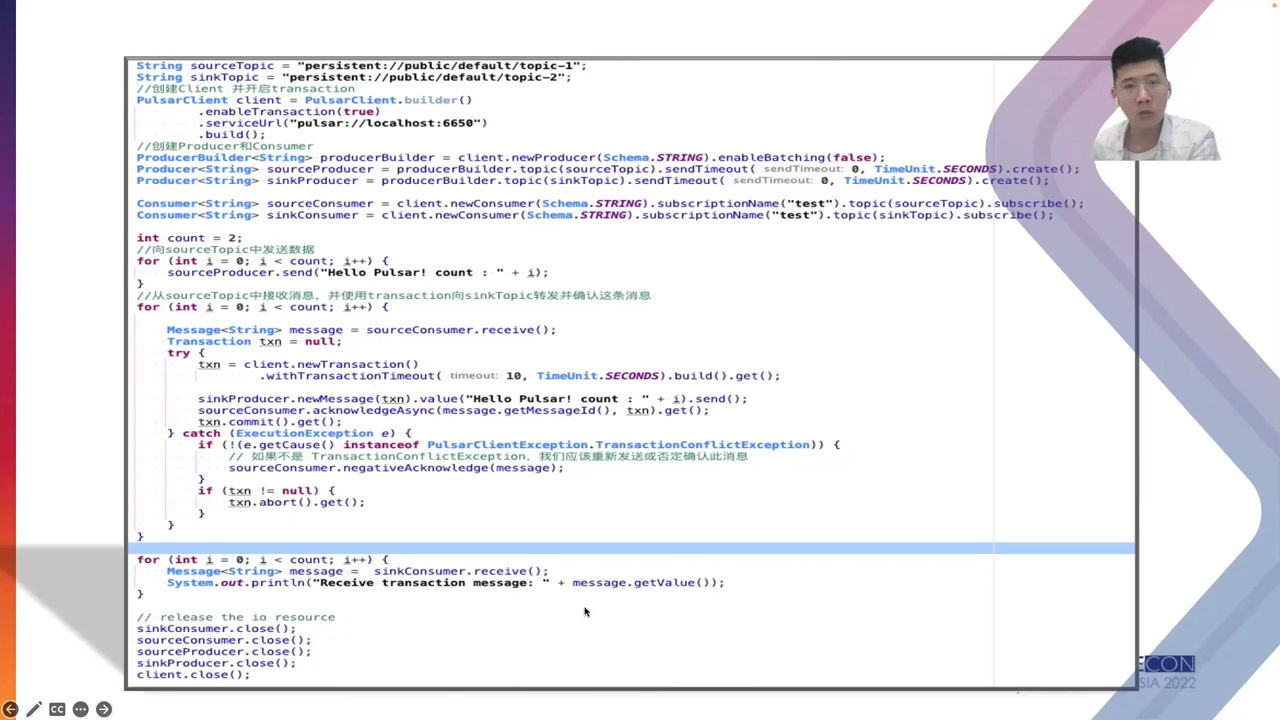 String sourceTopic = "persistent://public/default/topic-1";
String sinkTopic = "persistent://public/default/topic-2";
//创建Client 并开启transaction
PulsarClient client = PulsarClient.builder()
.enableTransaction(true)
.serviceUrl("pulsar://localhost:6650")
.build();
//创建Producer和Consumer
ProducerBuilder<String> producerBuilder = client.newProducer(Schema.STRING).enableBatching(false);
Producer<String> sourceProducer = producerBuilder.topic(sourceTopic).sendTimeout( sendTimeout: 0, TimeUnit.SECONDS).create();
Producer<String> sinkProducer = producerBuilder.topic(sinkTopic).sendTimeout( sendTimeout: 0, TimeUnit.SECONDS).create();
Consumer<String> sourceConsumer = client.newConsumer(Schema.STRING).subscriptionName("test").topic(sourceTopic).subscribe();
Consumer<String> sinkConsumer = client.newConsumer(Schema.STRING).subscriptionName("test").topic(sinkTopic).subscribe();
int count = 2;
//向sourceTopic中发送数据
for (int i = 0; i < count; i++) {
sourceProducer.send("Hello Pulsar! count : " + i);
}
//从sourceTopic中接收消息，并使用transaction向sinkTopic转发并确认这条消息
for (int i = 0; i < count; i++) {
Message<String> message = sourceConsumer.receive();
Transaction txn = null;
try {
txn = client.newTransaction()
.withTransactionTimeout( timeout: 10, TimeUnit.SECONDS).build().get();
sinkProducer.newMessage(txn).value("Hello Pulsar! count : " + i).send();
sourceConsumer.acknowledgeAsync(message.getMessageId(), txn).get();
txn.commit().get();
} catch (ExecutionException e) {
if (!(e.getCause() instanceof PulsarClientException.TransactionConflictException)) {
// 如果不是 TransactionConflictException，我们应该重新发送或否定确认此消息
sourceConsumer.negativeAcknowledge(message);
}
if (txn != null) {
txn.abort().get();
}
}
}
for (int i = 0; i < count; i++) {
Message<String> message = sinkConsumer.receive();
System.out.println("Receive transaction message: " + message.getValue());
}
// release the io resource
sinkConsumer.close();
sourceConsumer.close();
sourceProducer.close();
sinkProducer.close();
client.close();
ECON
SIA 2022
CC